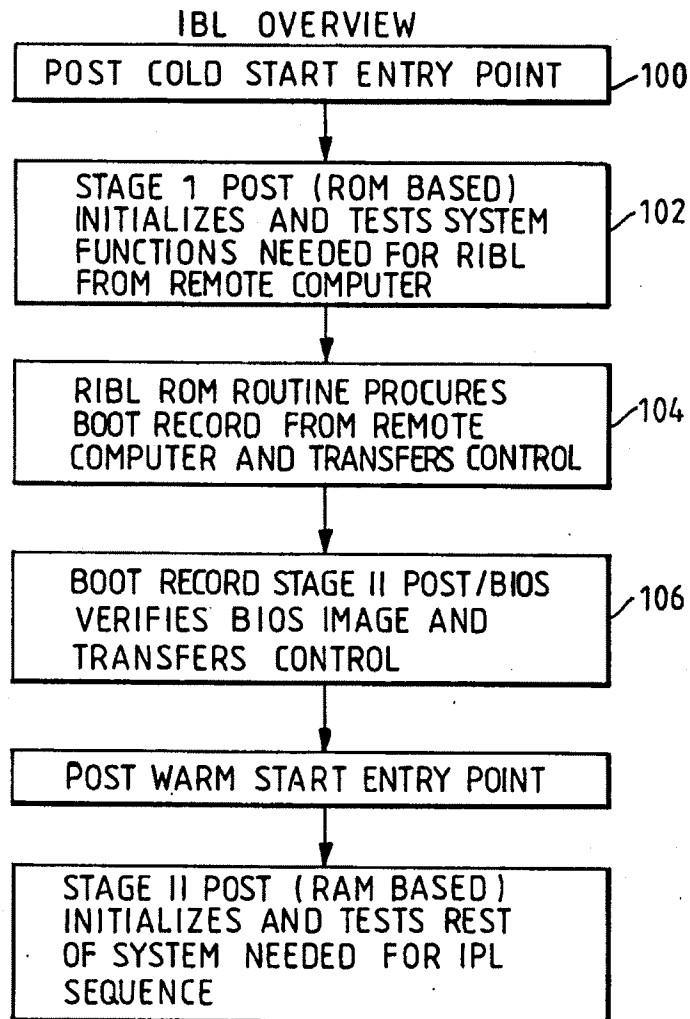 IBL OVERVIEW
POST COLD START ENTRY POINT
100
STAGE 1 POST (ROM BASED)
INITIALIZES AND TESTS SYSTEM
FUNCTIONS NEEDED FOR RIBL
FROM REMOTE COMPUTER
102
RIBL ROM ROUTINE PROCURES
BOOT RECORD FROM REMOTE
COMPUTER AND TRANSFERS CONTROL
104
BOOT RECORD STAGE II POST/BIOS
VERIFIES BIOS IMAGE AND
TRANSFERS CONTROL
106
POST WARM START ENTRY POINT
STAGE II POST (RAM BASED)
INITIALIZES AND TESTS REST
OF SYSTEM NEEDED FOR IPL
SEQUENCE